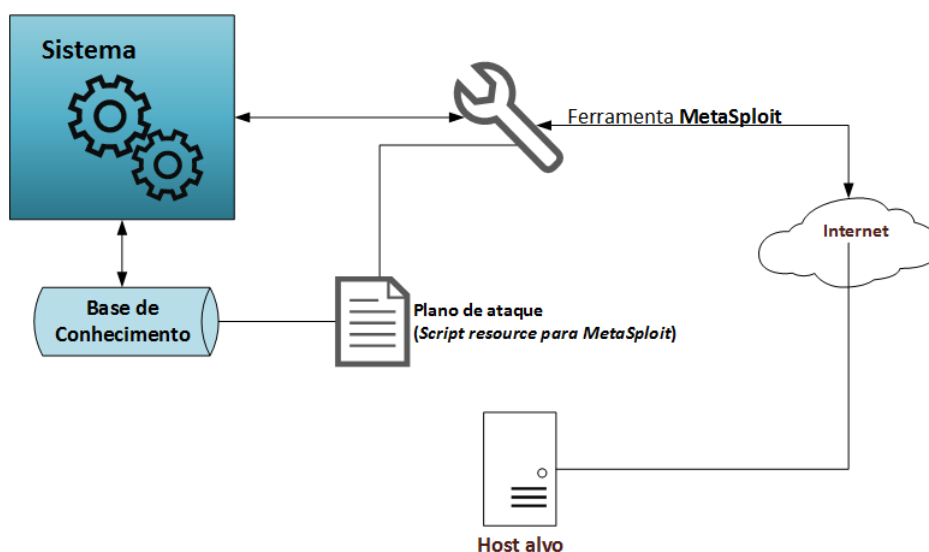 Sistema
Ferramenta MetaSploit
Internet
Base de
Conhecimento
Plano de ataque
(Script resource para MetaSploit)
Host alvo